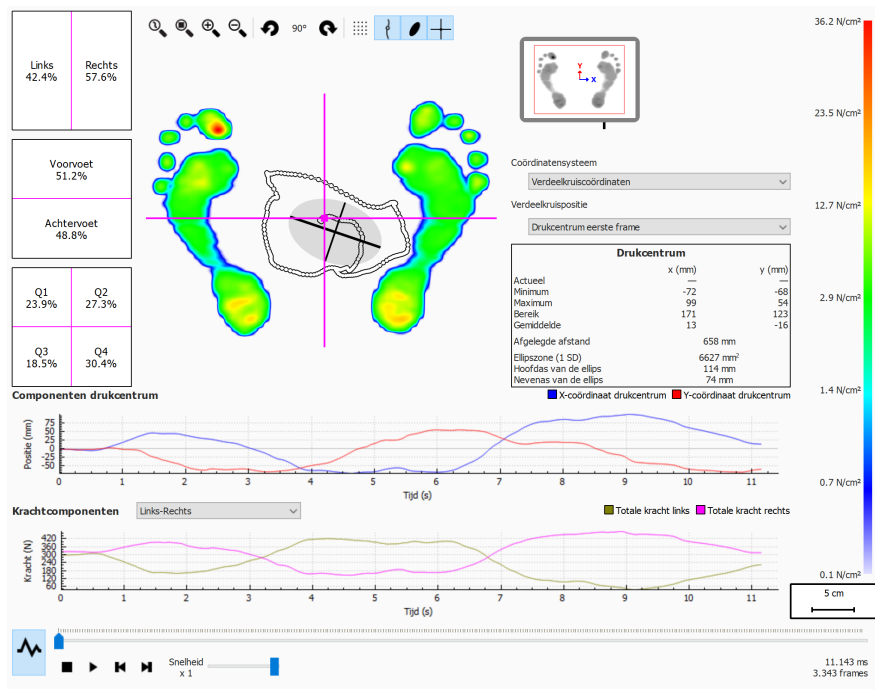 90°
Links
42.4%
Rechts
57.6%
Voorvoet
51.2%
Achtervoet
48.8%
Q1
23.9%
Q2
27.3%
Q3
18.5%
Q4
30.4%
Y
X
36.2 N/cm²
23.5 N/cm²
12.7 N/cm²
2.9 N/cm²
1.4 N/cm²
0.7 N/cm²
0.1 N/cm²
Coördinatensysteem
Verdeelkruiscoördinaten
Verdeelkruispositie
Drukcentrum eerste frame
Drukcentrum
x (mm) y (mm)
Actueel — —
Minimum -72 -68
Maximum 99 54
Bereik 171 123
Gemiddelde 13 -16
Afgelegde afstand 658 mm
Ellipszone (1 SD) 6627 mm²
Hoofdas van de ellips 114 mm
Nevenas van de ellips 74 mm
Componenten drukcentrum
X-coördinaat drukcentrum Y-coördinaat drukcentrum
Positie (mm)
75
50
25
0
-25
-50
0 1 2 3 4 5 6 7 8 9 10 11
Tijd (s)
Krachtcomponenten
Links-Rechts
Totale kracht links Totale kracht rechts
Kracht (N)
420
360
300
240
180
120
60
0 1 2 3 4 5 6 7 8 9 10 11
Tijd (s)
5 cm
Snelheid
x 1
11.143 ms
3.343 frames